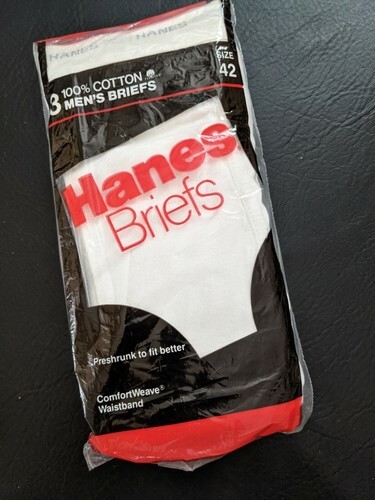 HANES HANES
3 100% COTTON
MEN'S BRIEFS
SIZE
42
Hanes
Briefs
Preshrunk to fit better
ComfortWeave®
Waistband